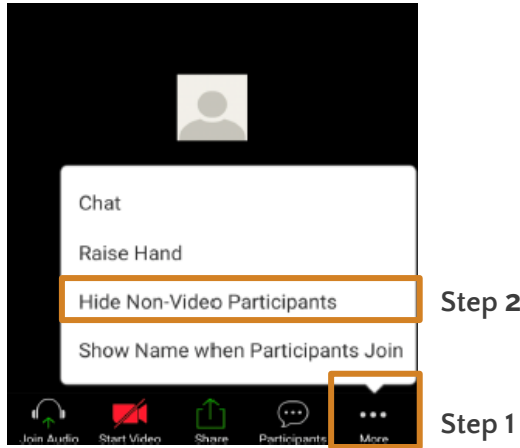 Chat
Raise Hand
Hide Non-Video Participants
Step 2
Show Name when Participants Join
Step 1
Join Audio
Start Video
Share
Participants
More